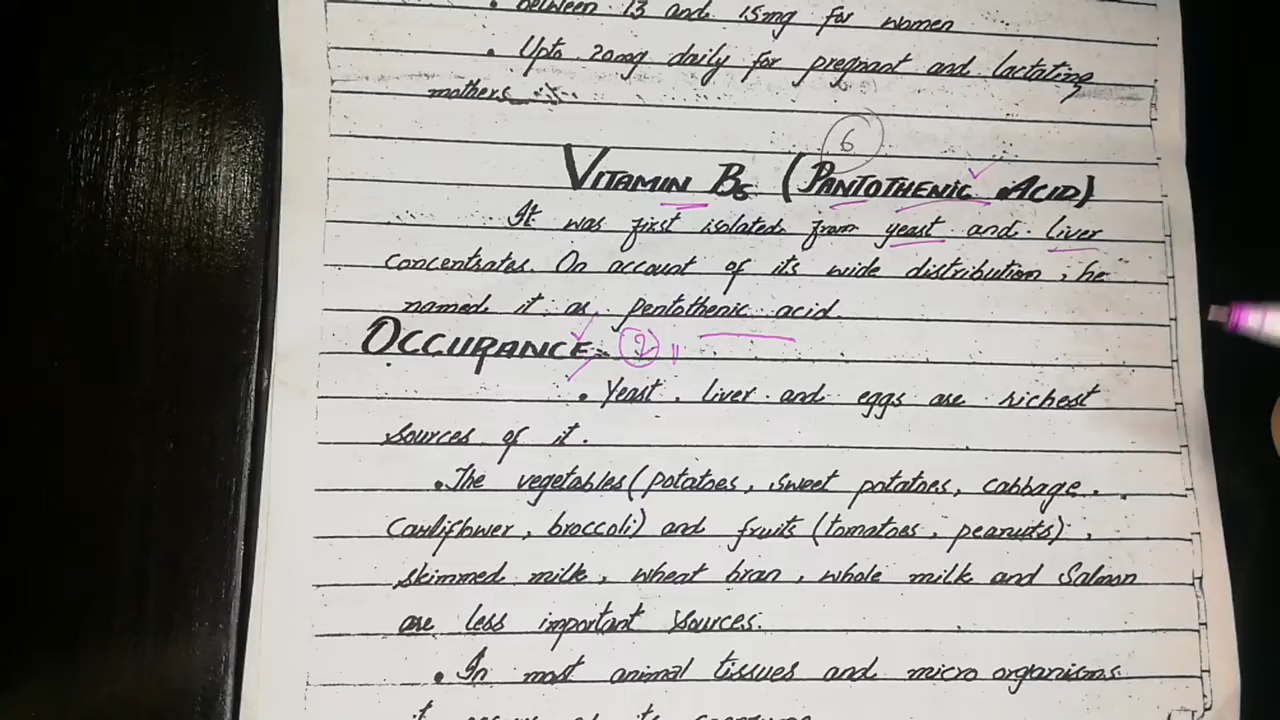 • Between 13 and 15mg for women
• Upto 20mg daily for pregnant and lactating
mothers
6
VITAMIN B5 (PANTOTHENIC ACID)
It was first isolated from yeast and liver
concentrates. On account of its wide distribution, he
named it as pentothenic acid.
OCCURANCE
• Yeast, liver and eggs are richest
sources of it.
• The vegetables (potatoes, sweet potatoes, cabbage,
cauliflower, broccoli) and fruits (tomatoes, peanuts),
skimmed milk, wheat bran, whole milk and Salmon
are less important sources.
• In most animal tissues and micro organisms